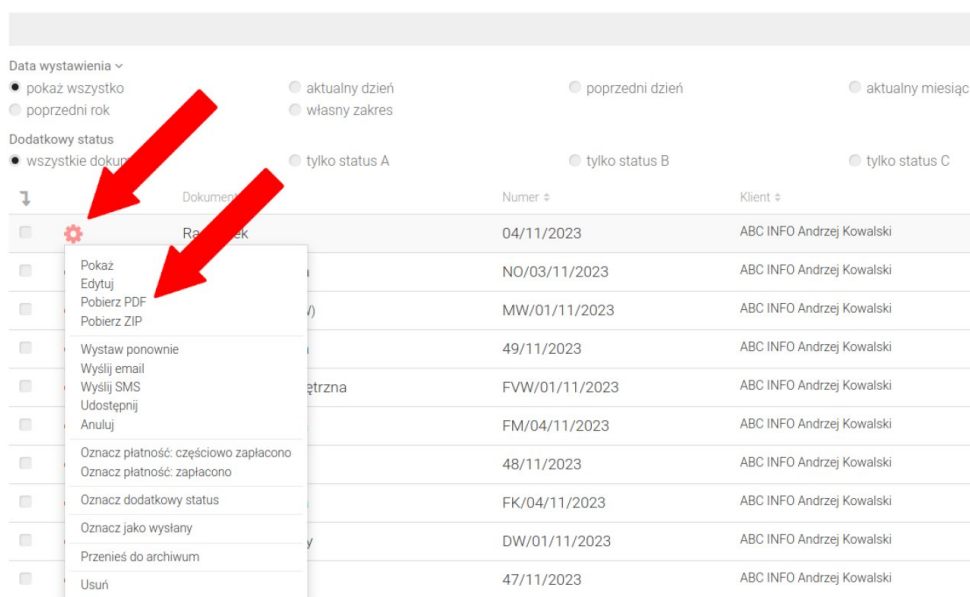 Data wystawienia
pokaż wszystko aktualny dzień poprzedni dzień aktualny miesiąc
poprzedni rok własny zakres
Dodatkowy status
wszystkie tylko status A tylko status B tylko status C
Dokument Numer Klient
04/11/2023 ABC INFO Andrzej Kowalski
Pokaż
Edytuj NO/03/11/2023 ABC INFO Andrzej Kowalski
Pobierz PDF
Pobierz ZIP MW/01/11/2023 ABC INFO Andrzej Kowalski
Wystaw ponownie 49/11/2023 ABC INFO Andrzej Kowalski
Wyślij email
Wyślij SMS FVW/01/11/2023 ABC INFO Andrzej Kowalski
Udostępnij
Anuluj FM/04/11/2023 ABC INFO Andrzej Kowalski
Oznacz płatność: częściowo zapłacono
Oznacz płatność: zapłacono 48/11/2023 ABC INFO Andrzej Kowalski
Oznacz dodatkowy status FK/04/11/2023 ABC INFO Andrzej Kowalski
Oznacz jako wysłany
Przenieś do archiwum DW/01/11/2023 ABC INFO Andrzej Kowalski
Usuń 47/11/2023 ABC INFO Andrzej Kowalski